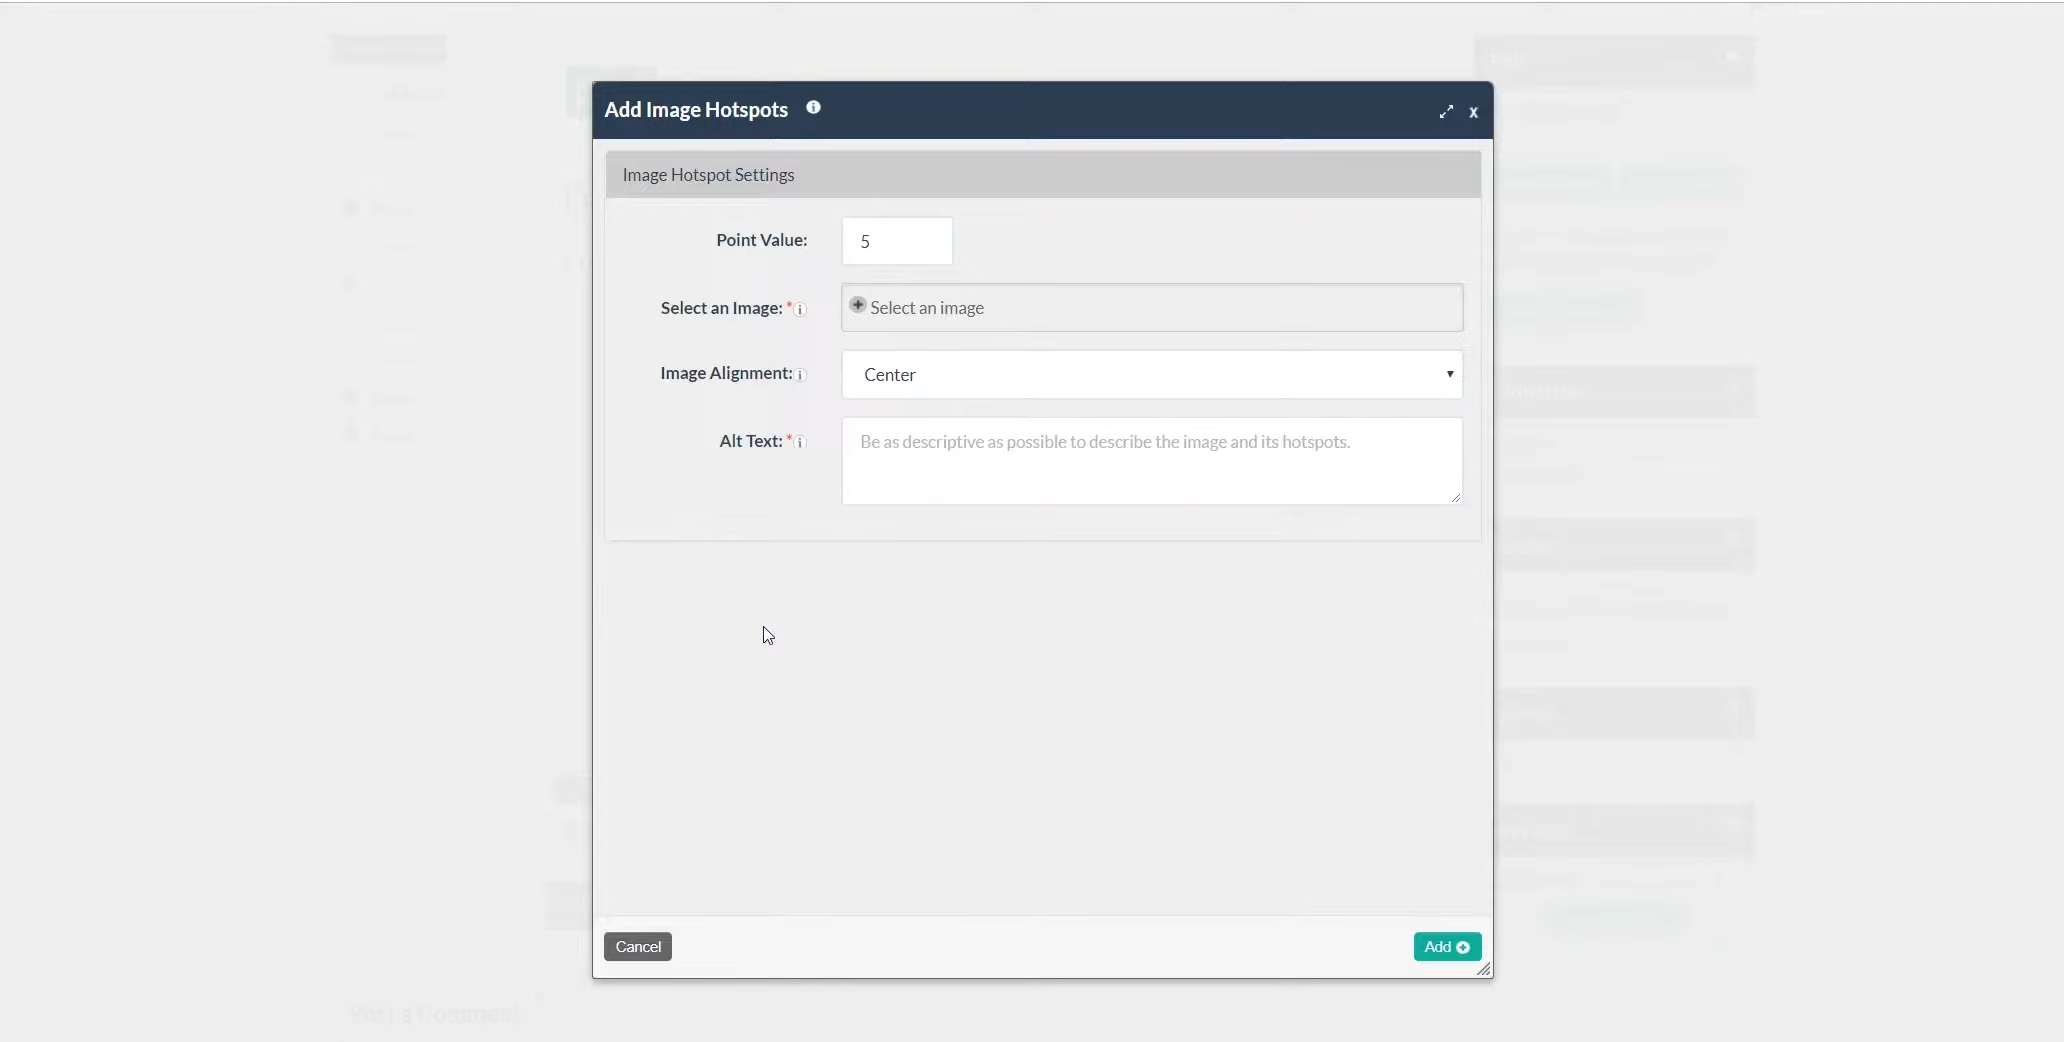 Add Image Hotspots
x
Image Hotspot Settings
Point Value: 5
Select an Image: * Select an image
Image Alignment: Center
Alt Text: * Be as descriptive as possible to describe the image and its hotspots.
Cancel Add